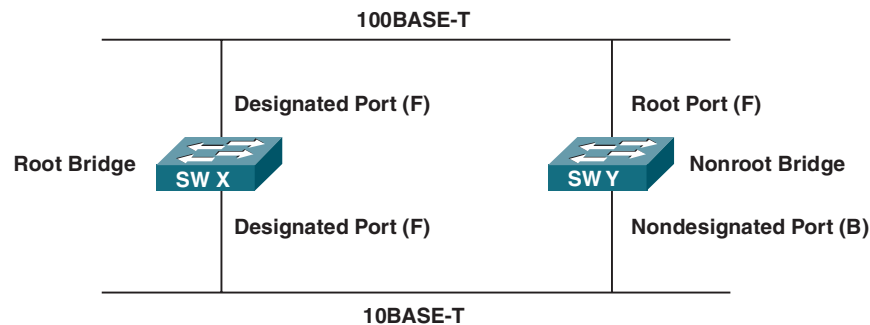 100BASE-T
Designated Port (F)
Root Port (F)
Root Bridge
SW X
SW Y
Nonroot Bridge
Designated Port (F)
Nondesignated Port (B)
10BASE-T